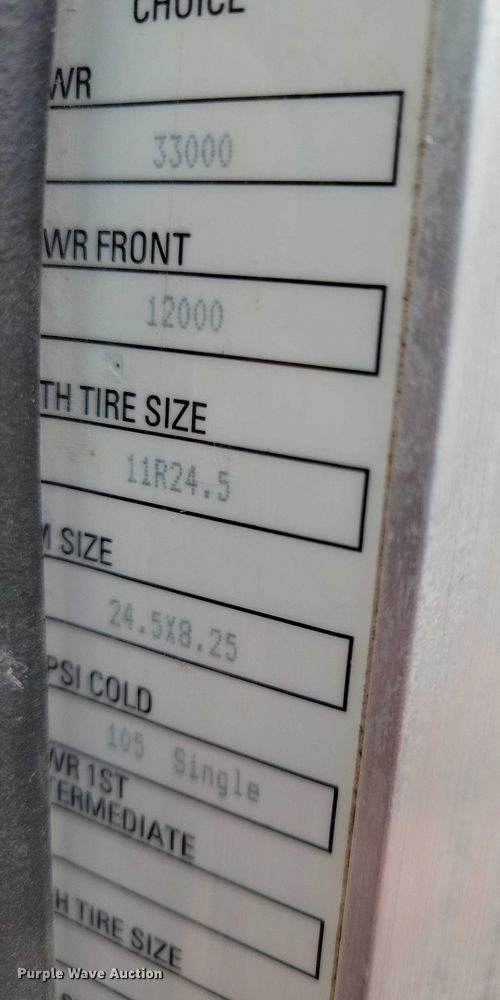 CHOICE
WR
33000
WR FRONT
12000
TH TIRE SIZE
11R24.5
M SIZE
24.5X8.25
PSI COLD
105 Single
WR 1ST
TERMEDIATE
H TIRE SIZE
Purple Wave Auction